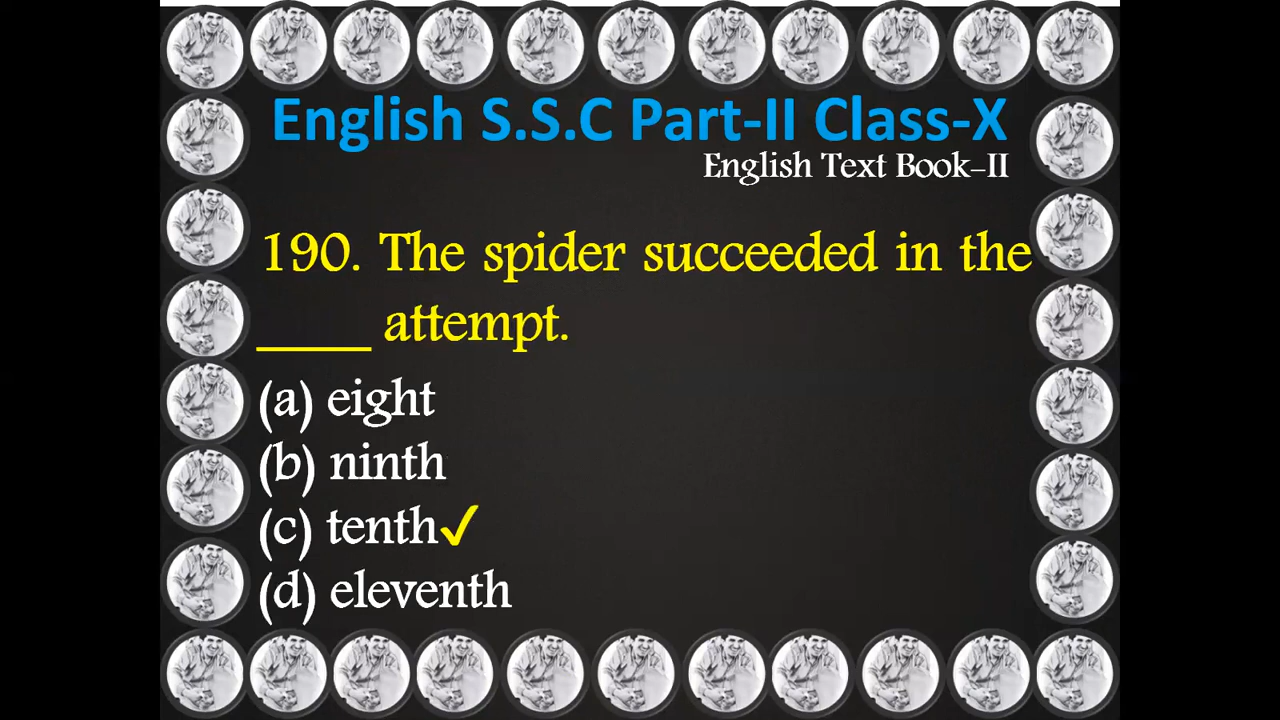 English S.S.C Part-II Class-X
English Text Book-II
190. The spider succeeded in the
____ attempt.
(a) eight
(b) ninth
(c) tenth✓
(d) eleventh